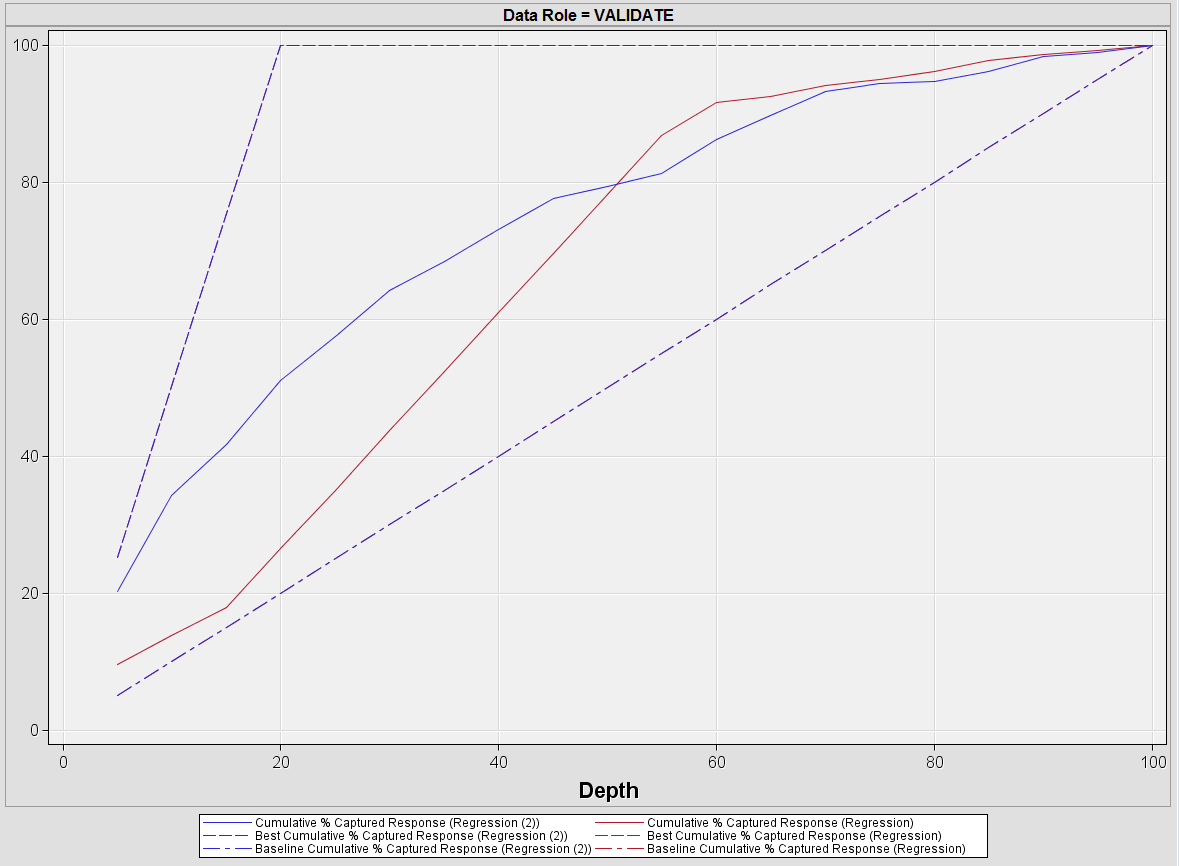 Data Role = VALIDATE
100
80
60
40
20
0
0 20 40 60 80 100
Depth
Cumulative % Captured Response (Regression (2)) Cumulative % Captured Response (Regression)
Best Cumulative % Captured Response (Regression (2)) Best Cumulative % Captured Response (Regression)
Baseline Cumulative % Captured Response (Regression (2)) Baseline Cumulative % Captured Response (Regression)